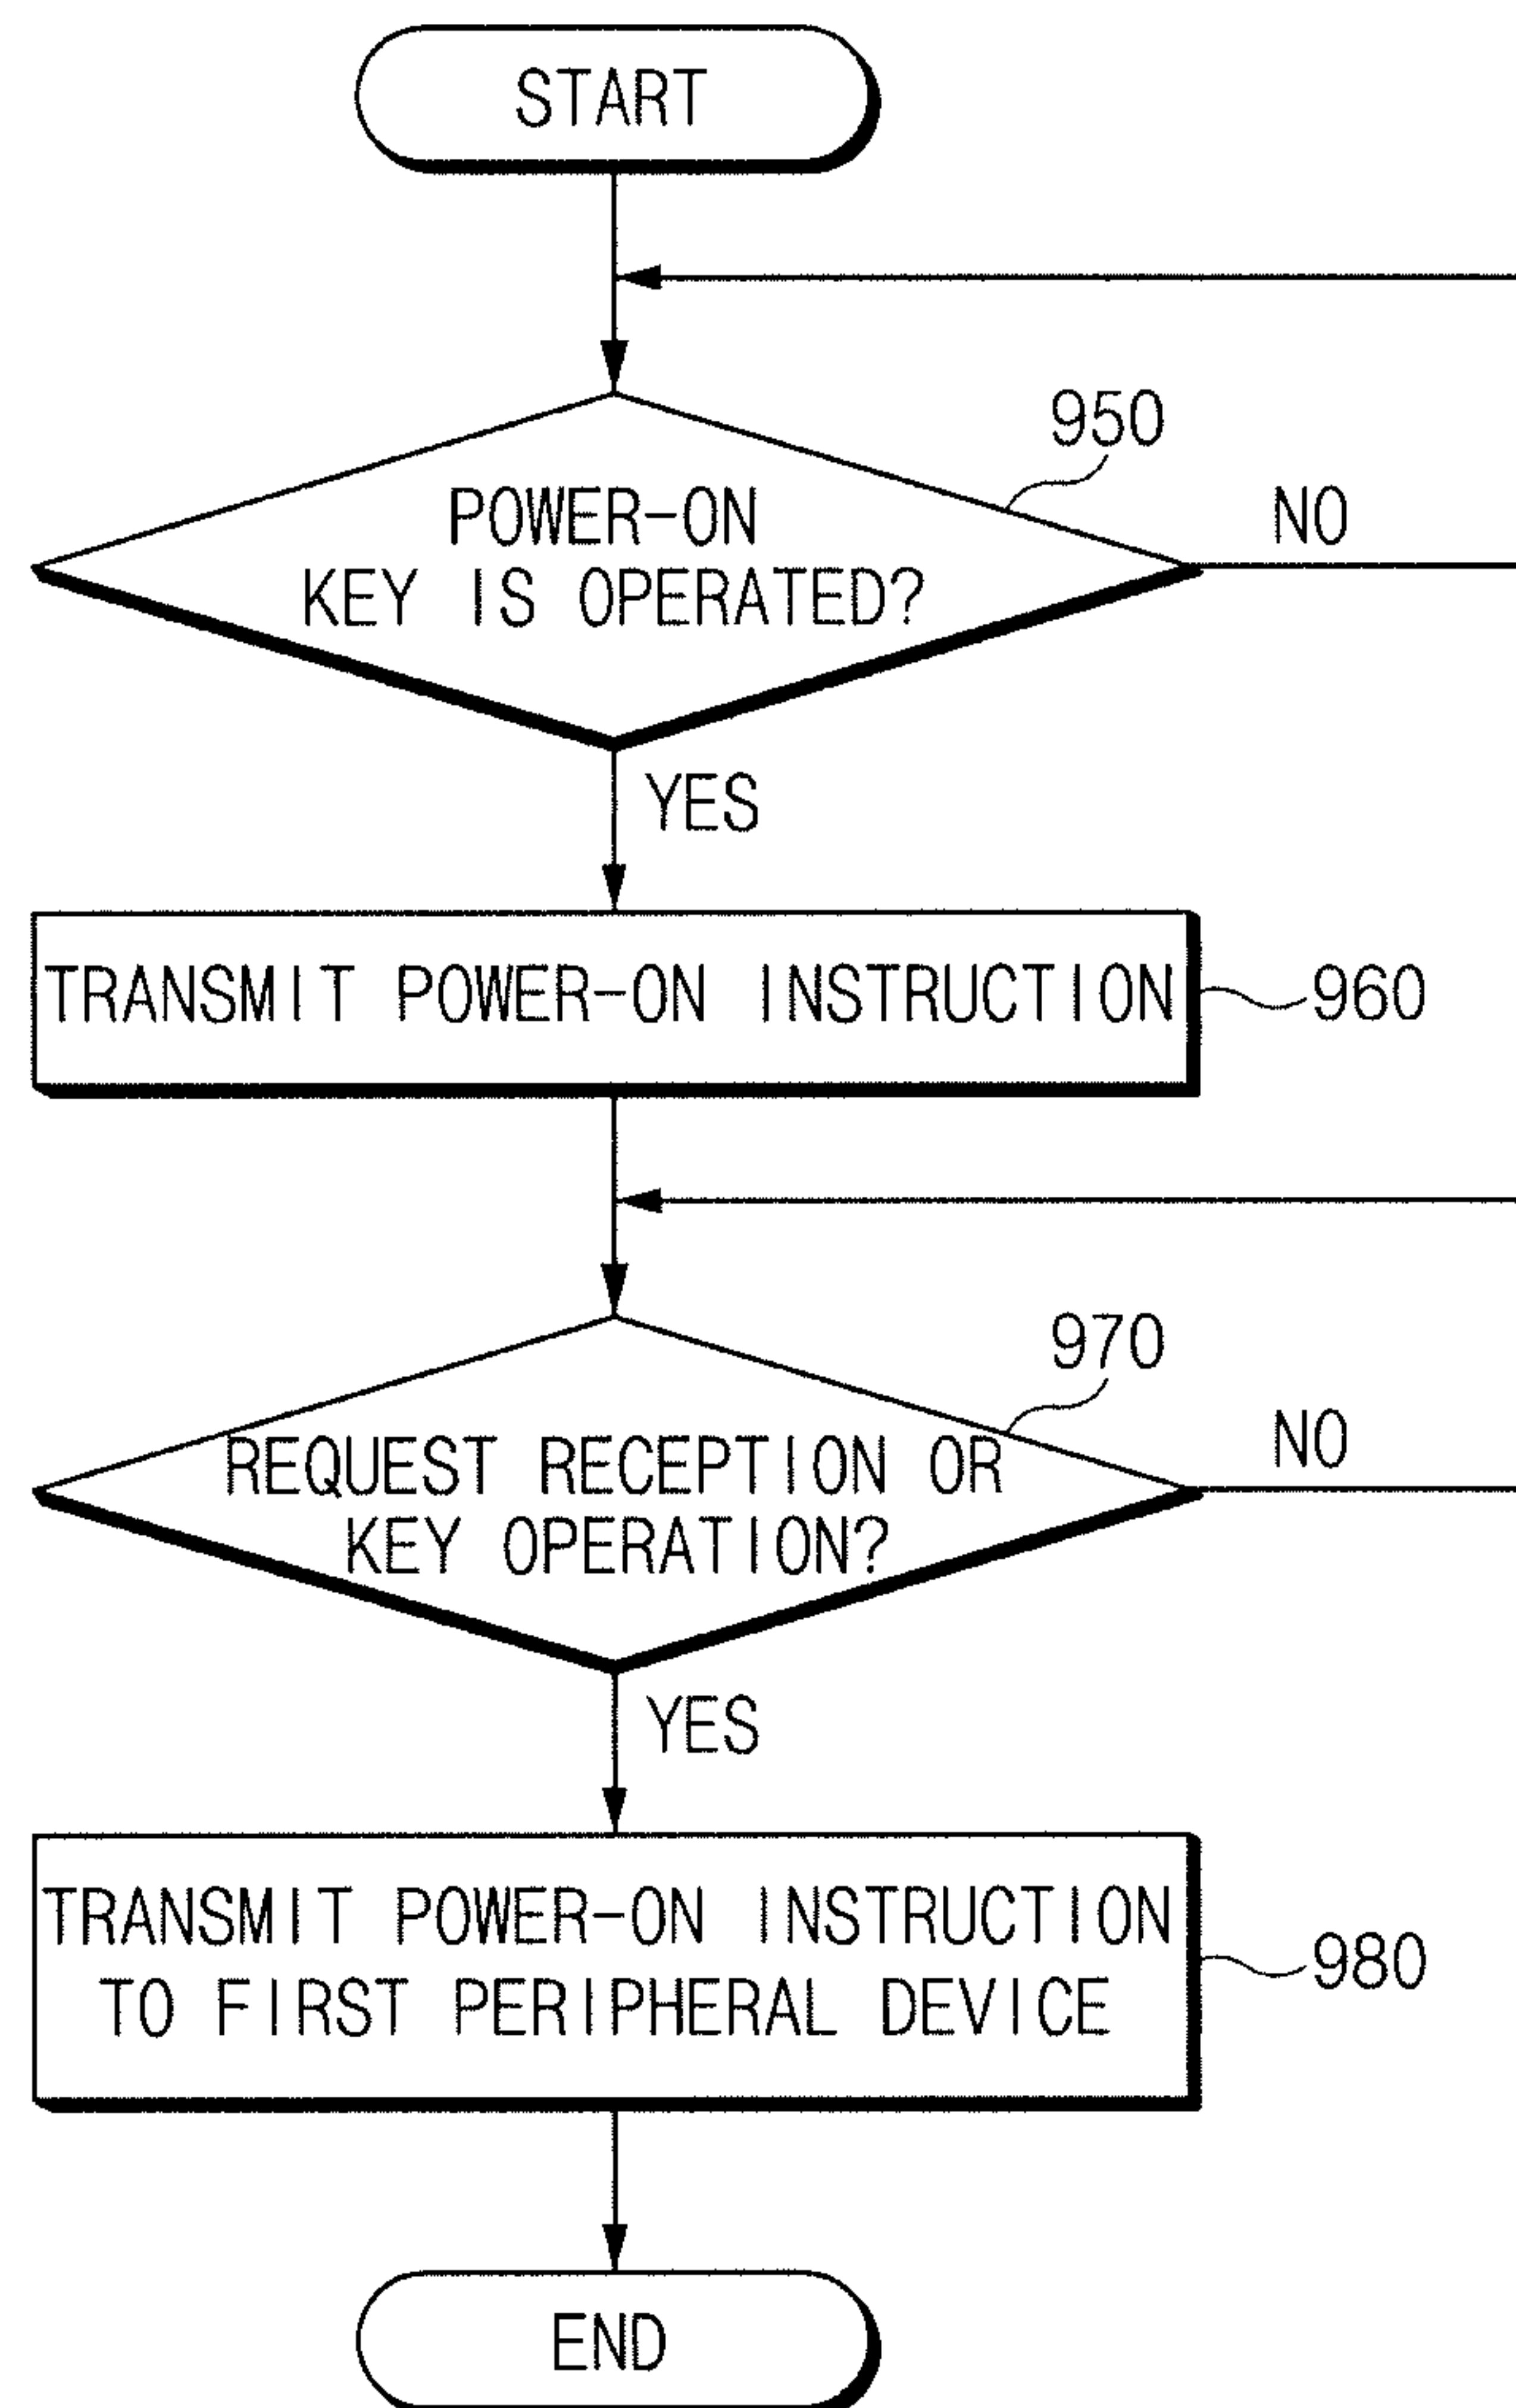 START
950
POWER-ON
NO
KEY IS OPERATED?
YES
TRANSMIT POWER-ON INSTRUCTION
960
970
REQUEST RECEPTION OR
NO
KEY OPERATION?
YES
TRANSMIT POWER-ON INSTRUCTION
TO FIRST PERIPHERAL DEVICE
980
END